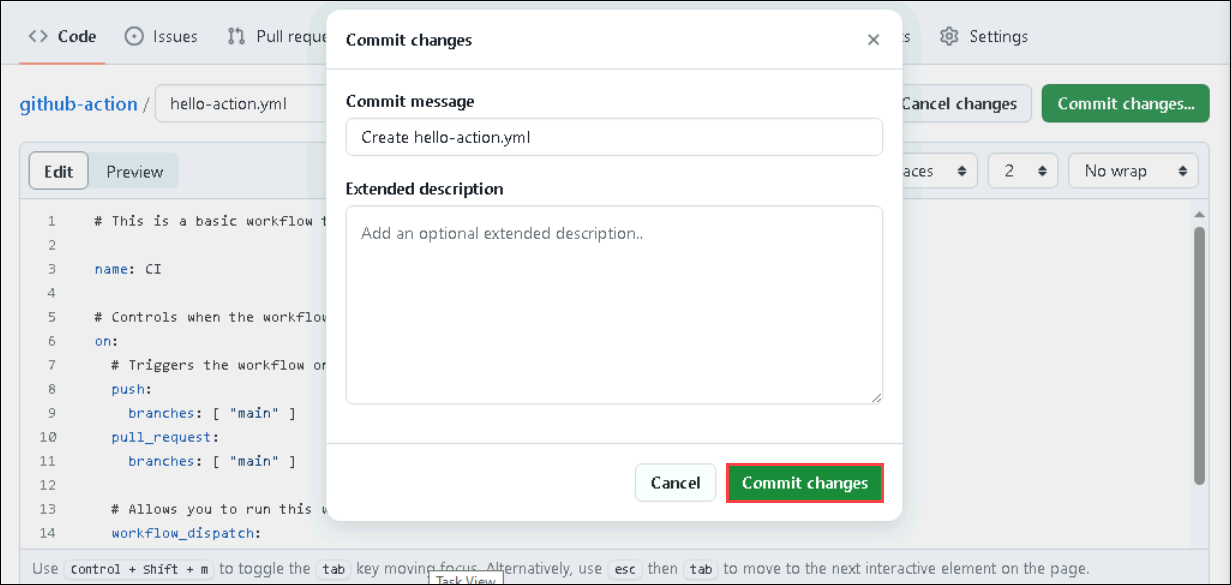 Code
Issues
Pull reque
Settings
github-action / hello-action.yml
Cancel changes
Commit changes...
Edit
Preview
aces
2
No wrap
1 # This is a basic workflow t
2
3 name: CI
4
5 # Controls when the workflow
6 on:
7 # Triggers the workflow on
8 push:
9 branches: [ "main" ]
10 pull_request:
11 branches: [ "main" ]
12
13 # Allows you to run this w
14 workflow_dispatch:
Use Control + Shift + m to toggle the tab key moving focus. Alternatively, use esc then tab to move to the next interactive element on the page.
Task View
Commit changes
Commit message
Create hello-action.yml
Extended description
Add an optional extended description..
Cancel
Commit changes